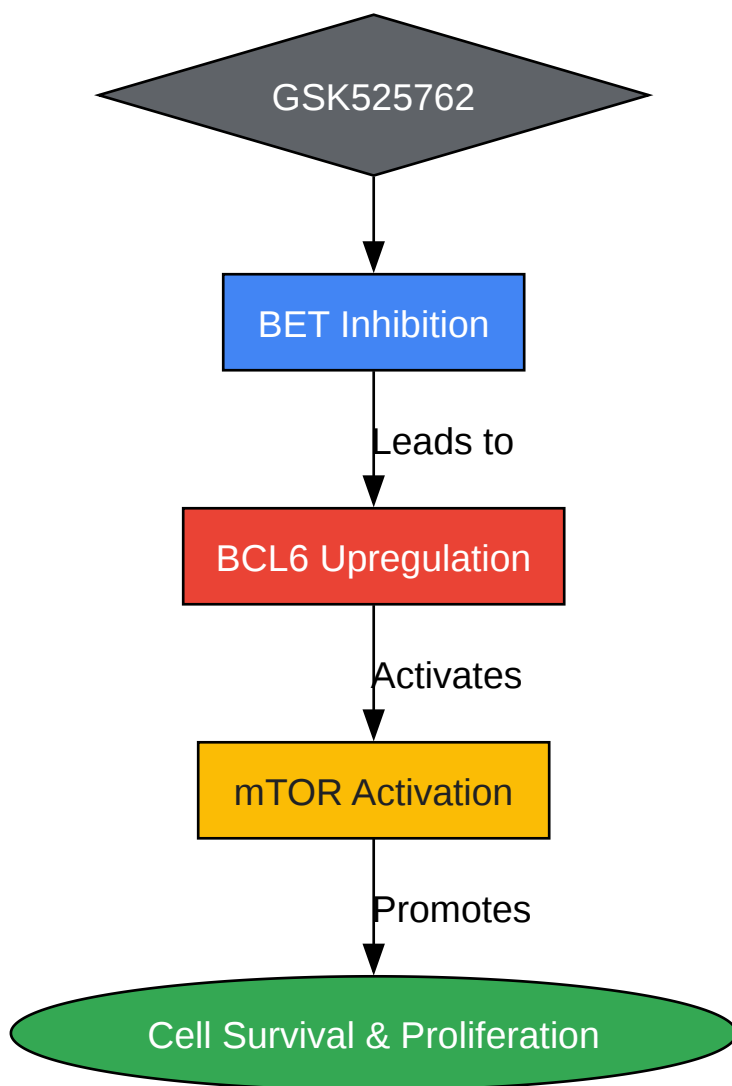 GSK525762
BET Inhibition
Leads to
BCL6 Upregulation
Activates
mTOR Activation
Promotes
Cell Survival & Proliferation